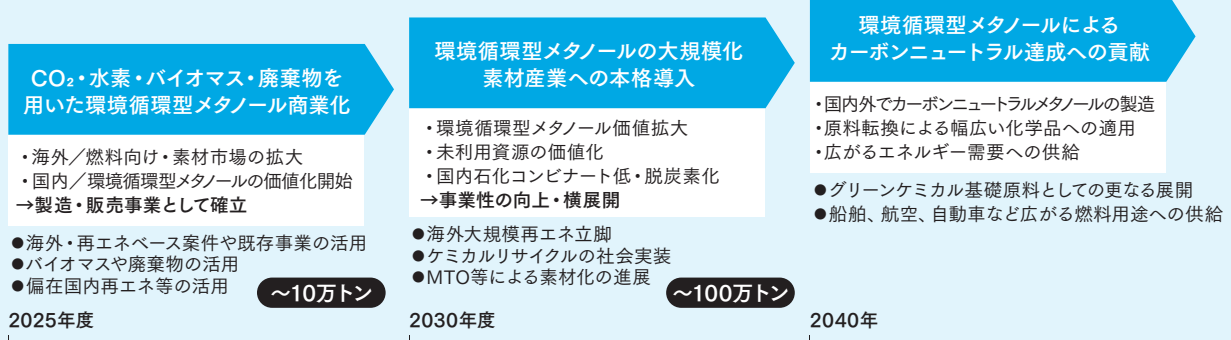 CO₂・水素・バイオマス・廃棄物を
用いた環境循環型メタノール商業化
・海外／燃料向け・素材市場の拡大
・国内／環境循環型メタノールの価値化開始
→製造・販売事業として確立
●海外・再エネベース案件や既存事業の活用
●バイオマスや廃棄物の活用
●偏在国内再エネ等の活用
〜10万トン
2025年度
環境循環型メタノールの大規模化
素材産業への本格導入
・環境循環型メタノール価値拡大
・未利用資源の価値化
・国内石化コンビナート低・脱炭素化
→事業性の向上・横展開
●海外大規模再エネ立脚
●ケミカルリサイクルの社会実装
●MTO等による素材化の進展
〜100万トン
2030年度
環境循環型メタノールによる
カーボンニュートラル達成への貢献
・国内外でカーボンニュートラルメタノールの製造
・原料転換による幅広い化学品への適用
・広がるエネルギー需要への供給
●グリーンケミカル基礎原料としての更なる展開
●船舶、航空、自動車など広がる燃料用途への供給
2040年